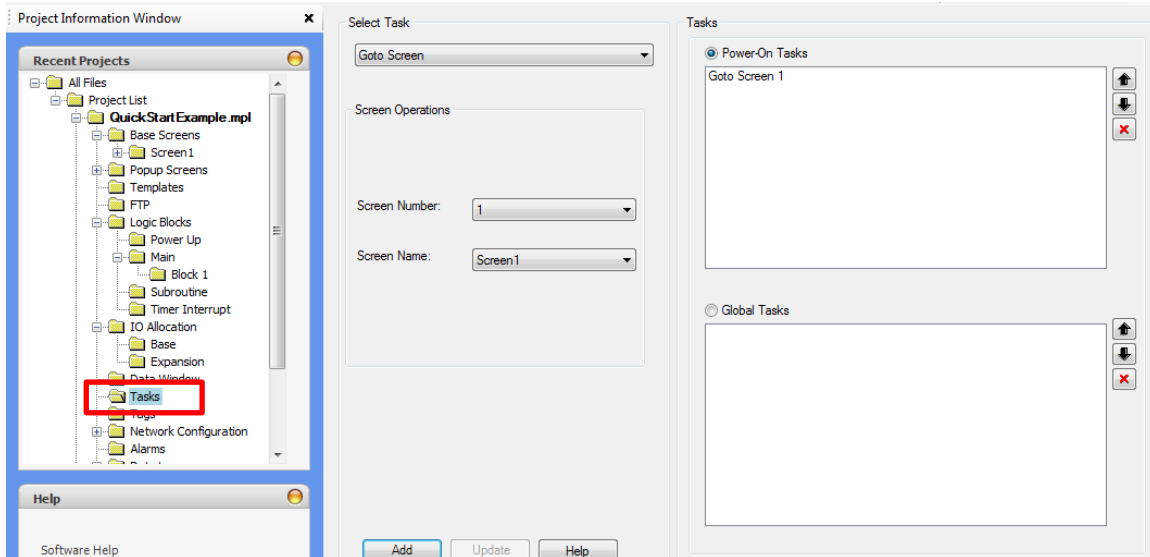 Project Information Window
Recent Projects
All Files
Project List
QuickStartExample.mpl
Base Screens
Screen1
Popup Screens
Templates
FTP
Logic Blocks
Power Up
Main
Block 1
Subroutine
Timer Interrupt
IO Allocation
Base
Expansion
Data Window
Tasks
Tags
Network Configuration
Alarms
Help
Software Help
Select Task
Goto Screen
Screen Operations
Screen Number:
1
Screen Name:
Screen1
Add
Update
Help
Tasks
Power-On Tasks
Goto Screen 1
Global Tasks